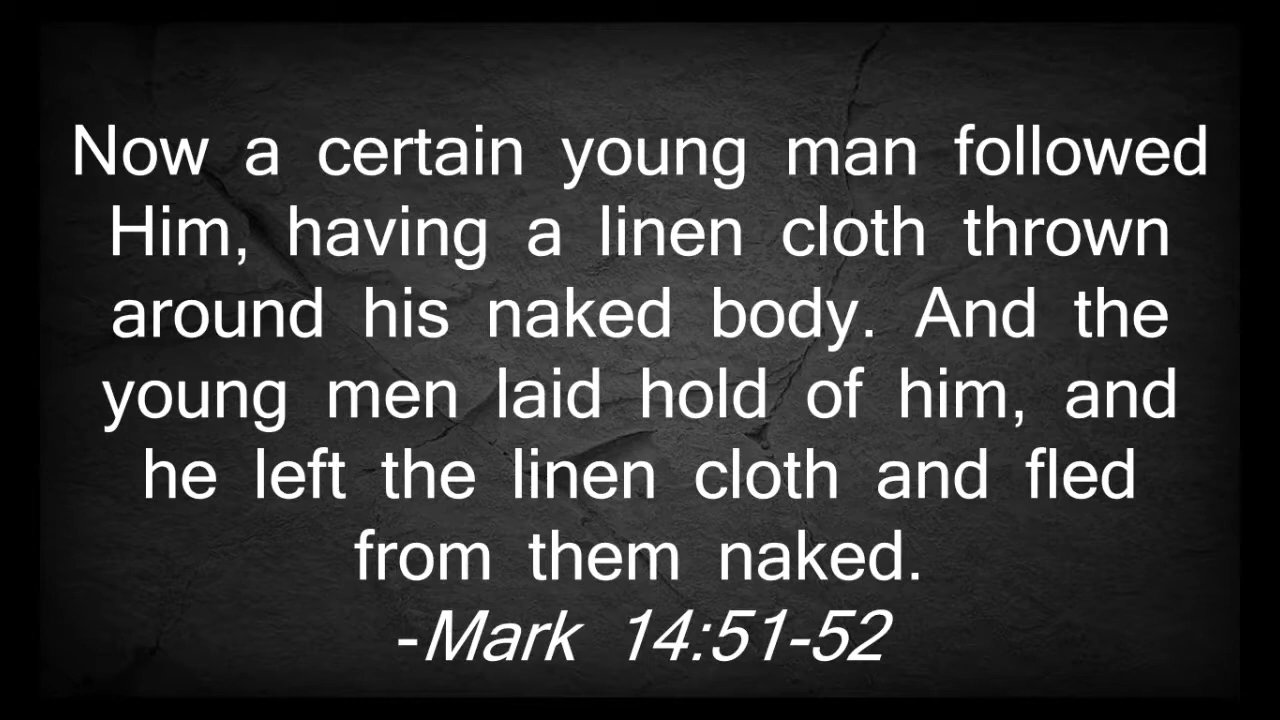 Now a certain young man followed
Him, having a linen cloth thrown
around his naked body. And the
young men laid hold of him, and
he left the linen cloth and fled
from them naked.
-Mark 14:51-52